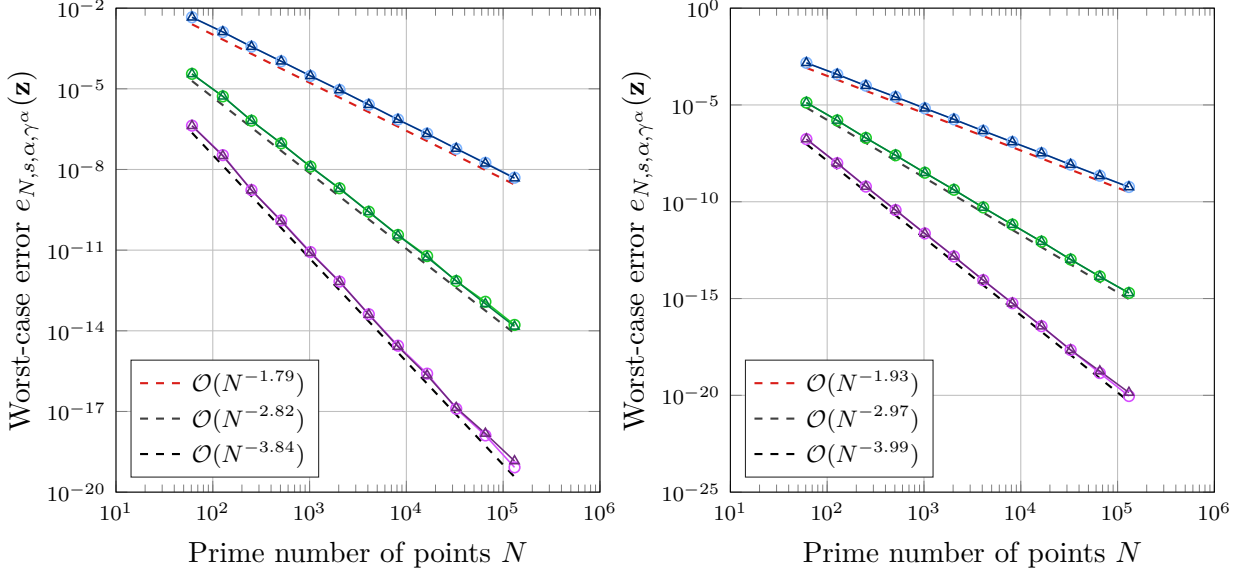 Worst-case error e_{N,s,α,γ^α}(𝐳)
10^{−2}
10^{−5}
10^{−8}
10^{−11}
10^{−14}
10^{−17}
10^{−20}
O(N^{−1.79})
O(N^{−2.82})
O(N^{−3.84})
10^1 10^2 10^3 10^4 10^5 10^6
Prime number of points N
Worst-case error e_{N,s,α,γ^α}(𝐳)
10^0
10^{−5}
10^{−10}
10^{−15}
10^{−20}
10^{−25}
O(N^{−1.93})
O(N^{−2.97})
O(N^{−3.99})
10^1 10^2 10^3 10^4 10^5 10^6
Prime number of points N